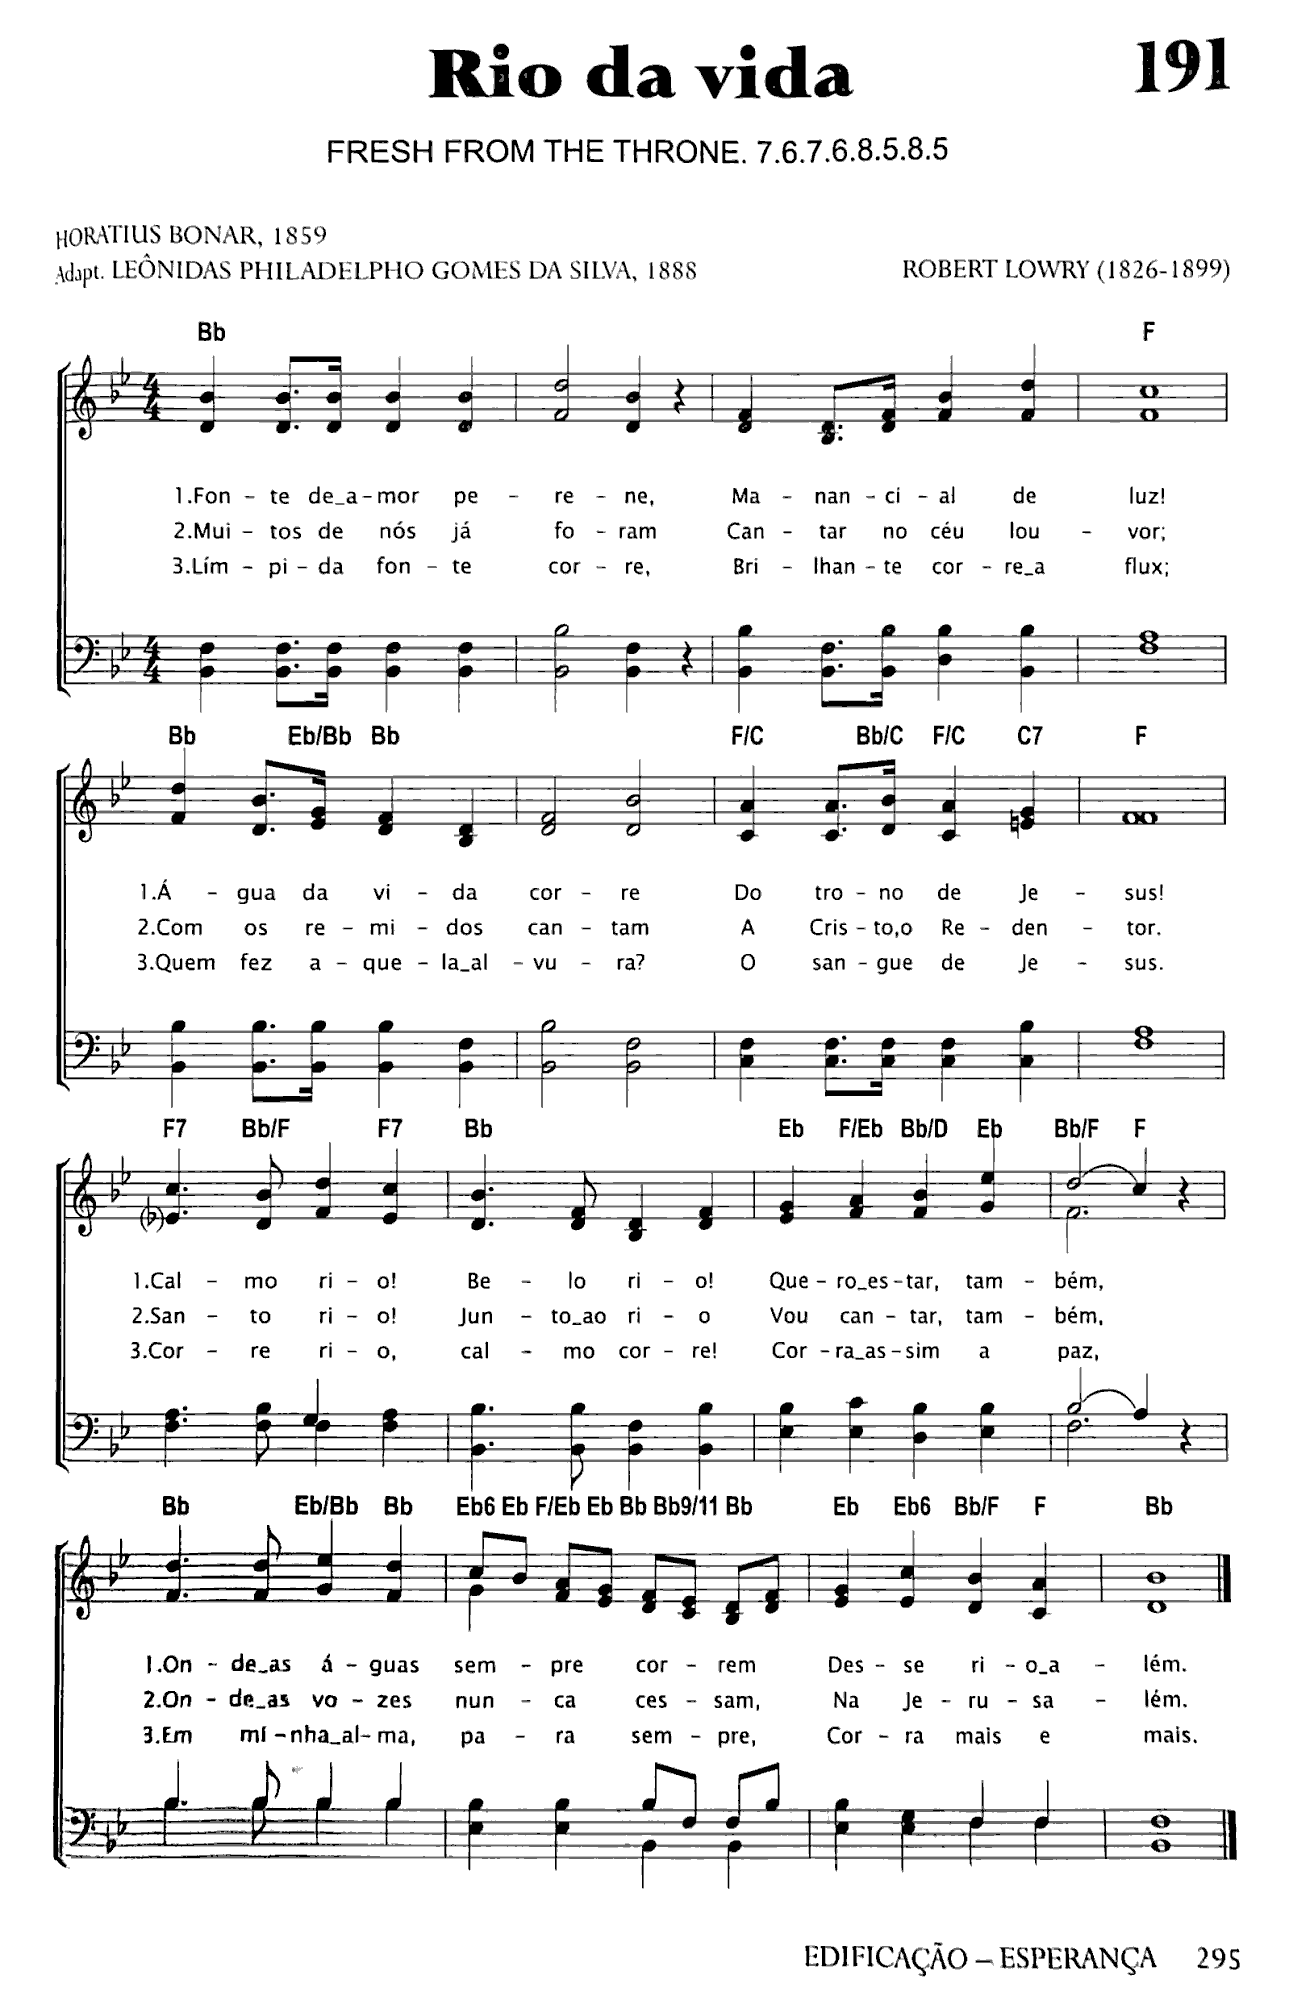 Rio da vida
191
FRESH FROM THE THRONE. 7.6.7.6.8.5.8.5
HORATIUS BONAR, 1859
Adapt. LEÔNIDAS PHILADELPHO GOMES DA SILVA, 1888
ROBERT LOWRY (1826-1899)
Bb F
1.Fon - te de_a-mor pe - re - ne, Ma - nan - ci - al de luz!
2.Mui - tos de nós já fo - ram Can - tar no céu lou - vor;
3.Lím - pi - da fon - te cor - re, Bri - lhan - te cor - re_a flux;
Bb Eb/Bb Bb F/C Bb/C F/C C7 F
1.Á - gua da vi - da cor - re Do tro - no de Je - sus!
2.Com os re - mi - dos can - tam A Cris - to,o Re - den - tor.
3.Quem fez a - que - la_al - vu - ra? O san - gue de Je - sus.
F7 Bb/F F7 Bb Eb F/Eb Bb/D Eb Bb/F F
1.Cal - mo ri - o! Be - lo ri - o! Que - ro_es - tar, tam - bém,
2.San - to ri - o! Jun - to_ao ri - o Vou can - tar, tam - bém,
3.Cor - re ri - o, cal - mo cor - re! Cor - ra_as - sim a paz,
Bb Eb/Bb Bb Eb6 Eb F/Eb Eb Bb Bb9/11 Bb Eb Eb6 Bb/F F Bb
1.On - de_as á - guas sem - pre cor - rem Des - se ri - o_a - lém.
2.On - de_as vo - zes nun - ca ces - sam, Na Je - ru - sa - lém.
3.Em mi - nha_al - ma, pa - ra sem - pre, Cor - ra mais e mais.
EDIFICAÇÃO – ESPERANÇA 295